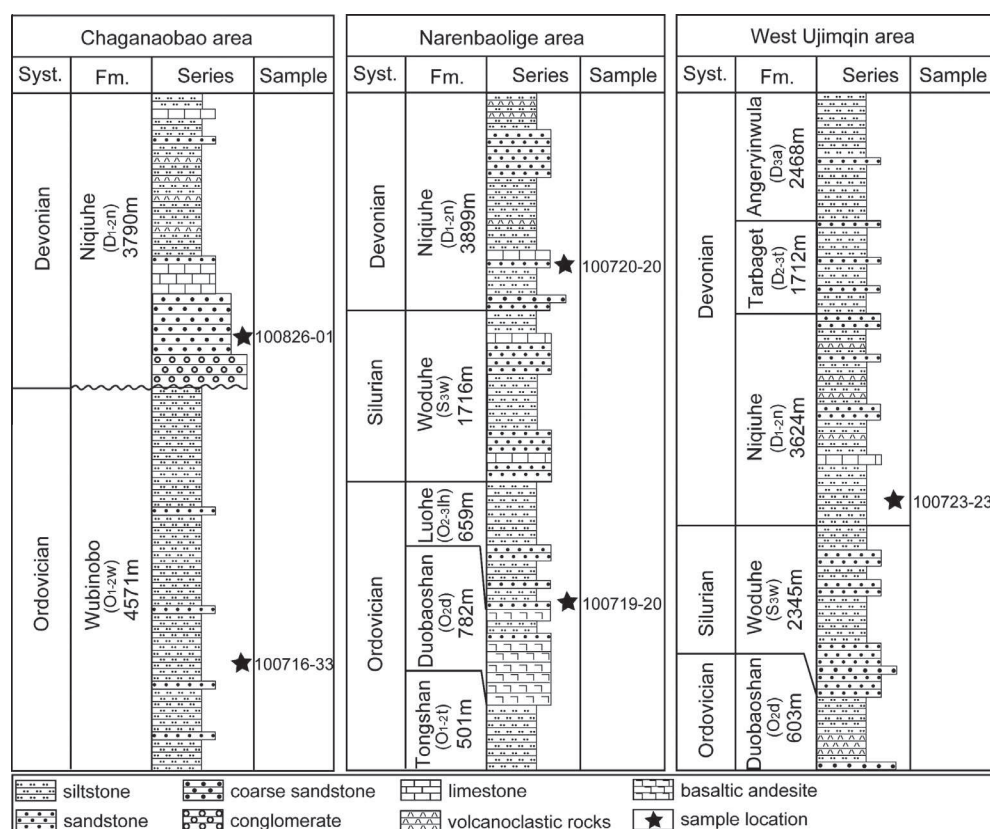 Chaganaobao area
Syst. Fm. Series Sample
Devonian
Niqiuhe
(D1-2n)
3790m
100826-01
Ordovician
Wubinobo
(O1-2w)
4571m
100716-33
Narenbaolige area
Syst. Fm. Series Sample
Devonian
Niqiuhe
(D1-2n)
3899m
100720-20
Silurian
Woduhe
(S3w)
1716m
Ordovician
Luohe
(O2-3lh)
659m
Duobaoshan
(O2d)
782m
100719-20
Tongshan
(O1-2t)
501m
West Ujimqin area
Syst. Fm. Series Sample
Devonian
Angeryinwula
(D3a)
2468m
Tarbaget
(D2-3t)
1712m
Niqiuhe
(D1-2n)
3624m
100723-23
Silurian
Woduhe
(S3w)
2345m
Ordovician
Duobaoshan
(O2d)
603m
siltstone coarse sandstone limestone basaltic andesite
sandstone conglomerate volcanoclastic rocks sample location